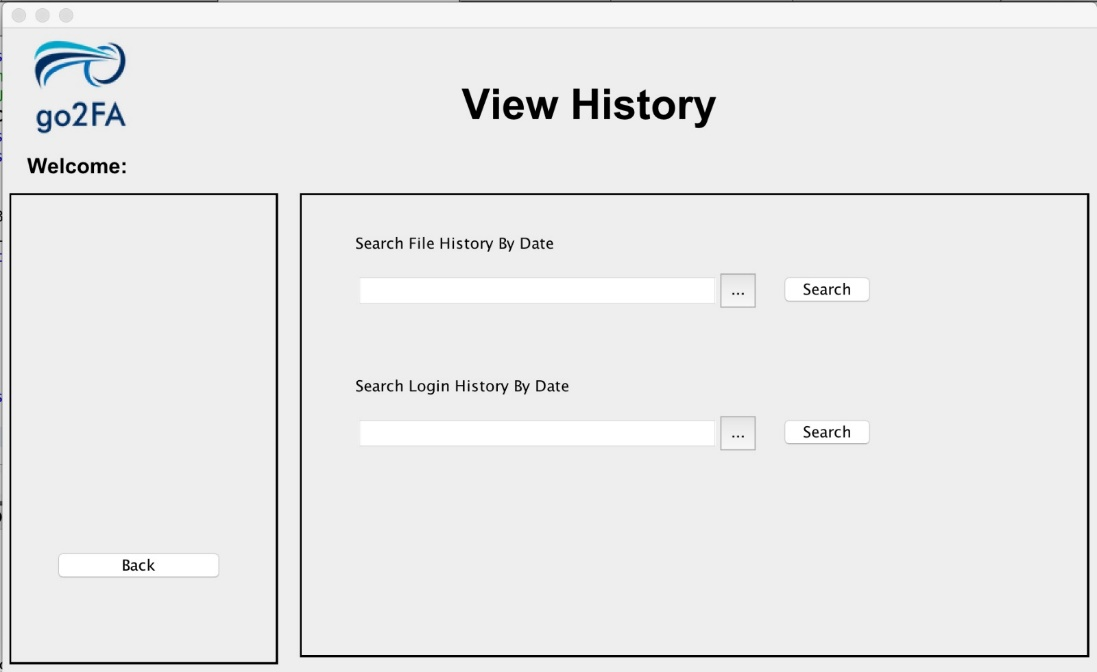 go2FA
View History
Welcome:
Search File History By Date
... Search
Search Login History By Date
... Search
Back